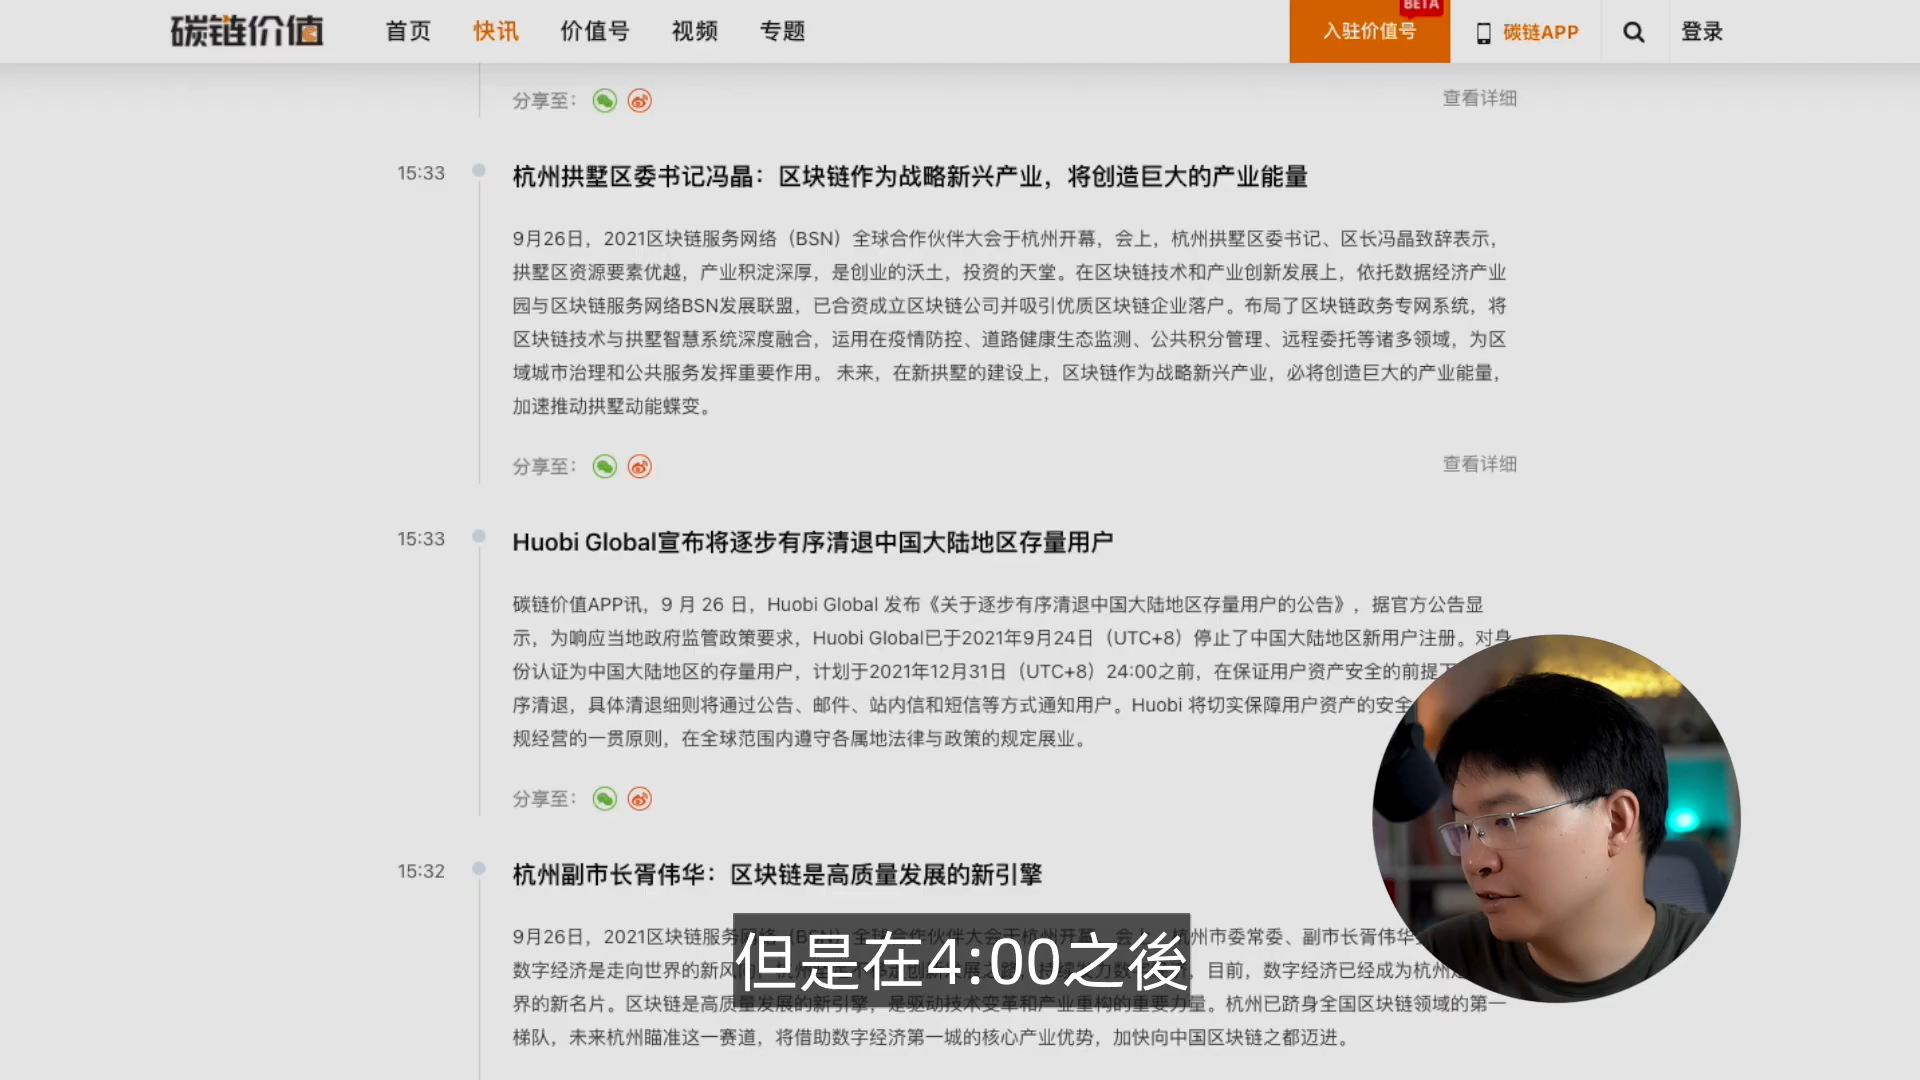 碳链价值 首页 快讯 价值号 视频 专题 入驻价值号 BETA 碳链APP 登录
分享至： 查看详细
15:33 杭州拱墅区委书记冯晶：区块链作为战略新兴产业，将创造巨大的产业能量
9月26日，2021区块链服务网络（BSN）全球合作伙伴大会于杭州开幕，会上，杭州拱墅区委书记、区长冯晶致辞表示，
拱墅区资源要素优越，产业积淀深厚，是创业的沃土，投资的天堂。在区块链技术和产业创新发展上，依托数据经济产业
园与区块链服务网络BSN发展联盟，已合资成立区块链公司并吸引优质区块链企业落户。布局了区块链政务专网系统，将
区块链技术与拱墅智慧系统深度融合，运用在疫情防控、道路健康生态监测、公共积分管理、远程委托等诸多领域，为区
域城市治理和公共服务发挥重要作用。 未来，在新拱墅的建设上，区块链作为战略新兴产业，必将创造巨大的产业能量，
加速推动拱墅动能蝶变。
分享至： 查看详细
15:33 Huobi Global宣布将逐步有序清退中国大陆地区存量用户
碳链价值APP讯，9 月 26 日，Huobi Global 发布《关于逐步有序清退中国大陆地区存量用户的公告》，据官方公告显
示，为响应当地政府监管政策要求，Huobi Global已于2021年9月24日（UTC+8）停止了中国大陆地区新用户注册。对身
份认证为中国大陆地区的存量用户，计划于2021年12月31日（UTC+8）24:00之前，在保证用户资产安全的前提
序清退，具体清退细则将通过公告、邮件、站内信和短信等方式通知用户。Huobi 将切实保障用户资产的安全
规经营的一贯原则，在全球范围内遵守各属地法律与政策的规定展业。
分享至：
15:32 杭州副市长胥伟华：区块链是高质量发展的新引擎
9月26日，2021区块链服务网络（BSN）全球合作伙伴大会于杭州开幕，会上，杭州市委常委、副市长胥伟华
数字经济是走向世界的新风 目前，数字经济已经成为杭州
界的新名片。区块链是高质量发展的新引擎，是驱动技术变革和产业重构的重要力量。杭州已跻身全国区块链领域的第一
梯队，未来杭州瞄准这一赛道，将借助数字经济第一城的核心产业优势，加快向中国区块链之都迈进。
但是在4:00之後